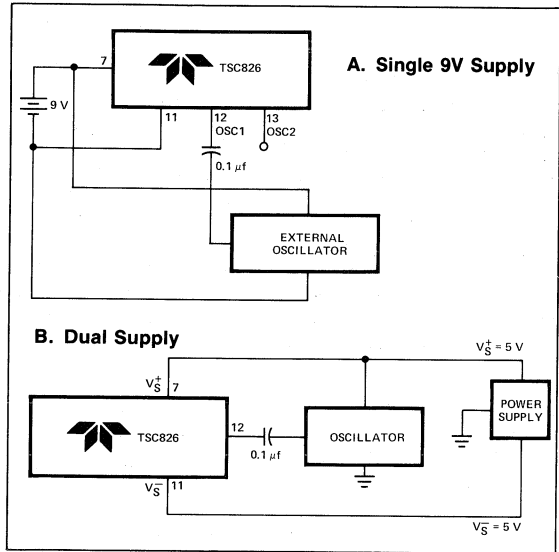 A. Single 9V Supply
7
TSC826
9 V
11
12
OSC1
13
OSC2
0.1 μf
EXTERNAL
OSCILLATOR
B. Dual Supply
V+S = 5 V
V+S
7
POWER
SUPPLY
12
TSC826
0.1 μf
OSCILLATOR
V−S
11
V−S = 5 V